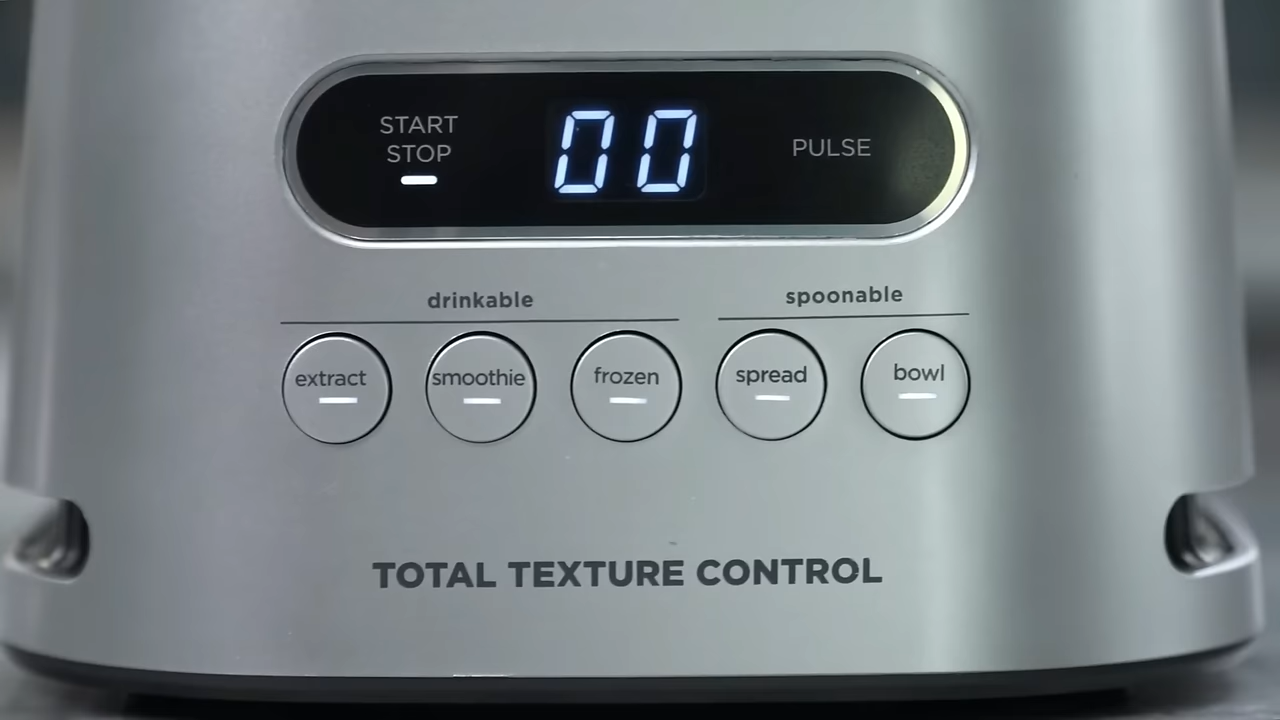 START
STOP
00
PULSE
drinkable
spoonable
extract
smoothie
frozen
spread
bowl
TOTAL TEXTURE CONTROL